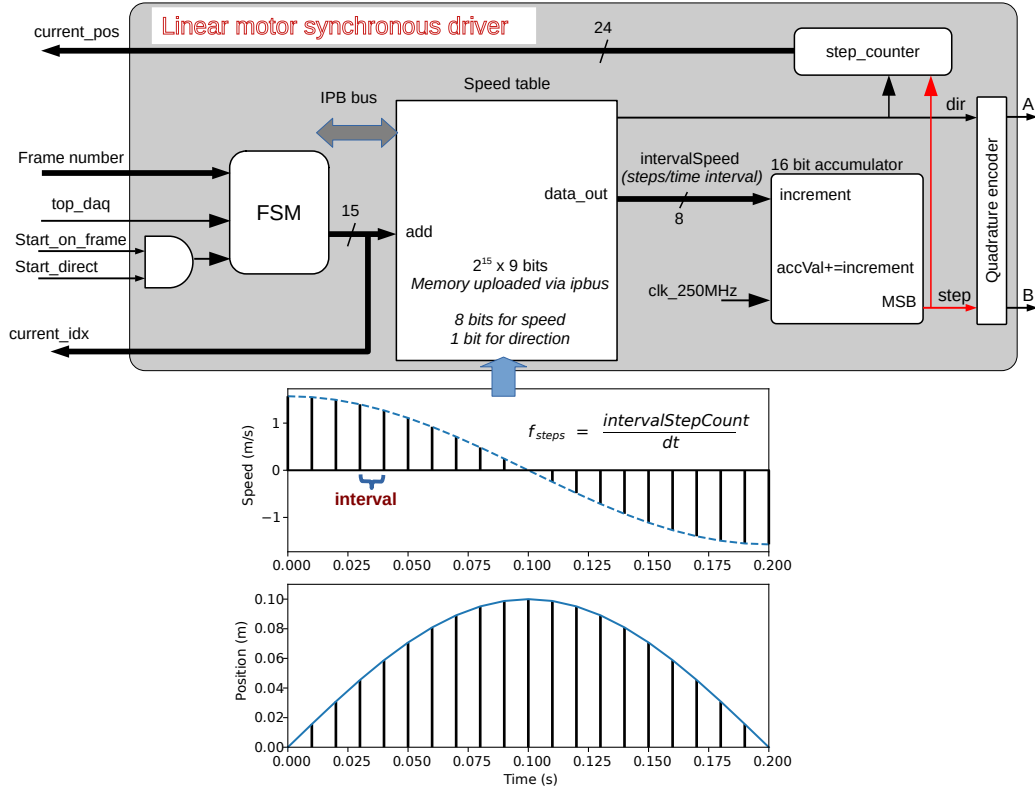 Linear motor synchronous driver
current_pos
24
step_counter
Speed table
IPB bus
dir
A
Frame number
intervalSpeed
(steps/time interval)
16 bit accumulator
8
increment
data_out
top_daq
FSM
15
add
Start_on_frame
Start_direct
2¹⁵ x 9 bits
Memory uploaded via ipbus
accVal+=increment
clk_250MHz
MSB
step
B
Quadrature encoder
8 bits for speed
1 bit for direction
current_idx
f_steps = intervalStepCount / dt
Speed (m/s)
1
0
−1
interval
0.000 0.025 0.050 0.075 0.100 0.125 0.150 0.175 0.200
Position (m)
0.10
0.08
0.06
0.04
0.02
0.00
0.000 0.025 0.050 0.075 0.100 0.125 0.150 0.175 0.200
Time (s)